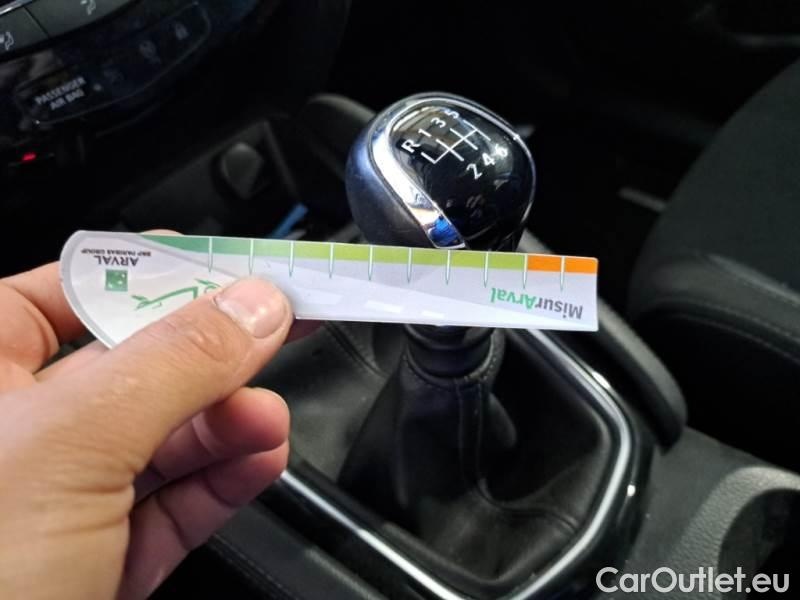 PASSENGER
AIR BAG
R 1 3 5
2 4 6
MisurArval
ARVAL
BNP PARIBAS GROUP
CarOutlet.eu